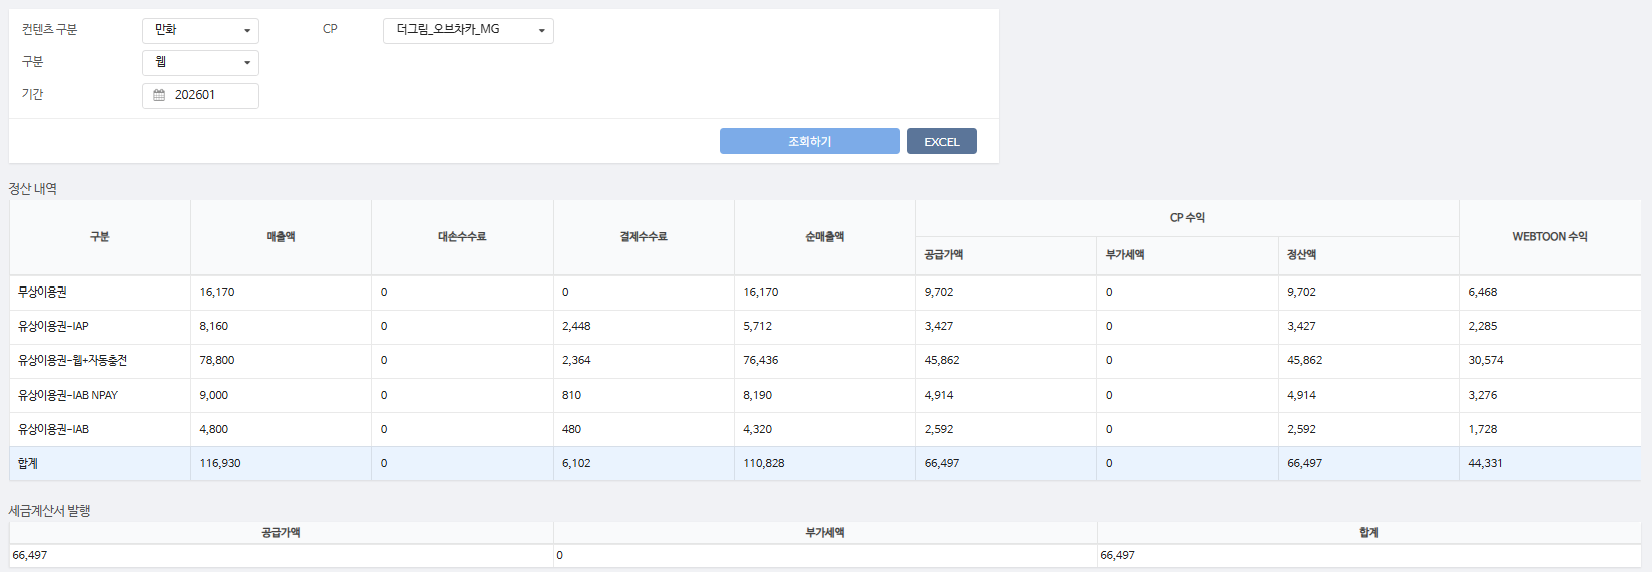 컨텐츠 구분 만화 CP 더그림_오브차카_MG
구분 웹
기간 202601
조회하기 EXCEL
정산 내역
구분 매출액 대손수수료 결제수수료 순매출액 CP 수익 WEBTOON 수익
공급가액 부가세액 정산액
무상이용권 16,170 0 0 16,170 9,702 0 9,702 6,468
유상이용권-IAP 8,160 0 2,448 5,712 3,427 0 3,427 2,285
유상이용권-웹+자동충전 78,800 0 2,364 76,436 45,862 0 45,862 30,574
유상이용권-IAB NPAY 9,000 0 810 8,190 4,914 0 4,914 3,276
유상이용권-IAB 4,800 0 480 4,320 2,592 0 2,592 1,728
합계 116,930 0 6,102 110,828 66,497 0 66,497 44,331
세금계산서 발행
공급가액 부가세액 합계
66,497 0 66,497